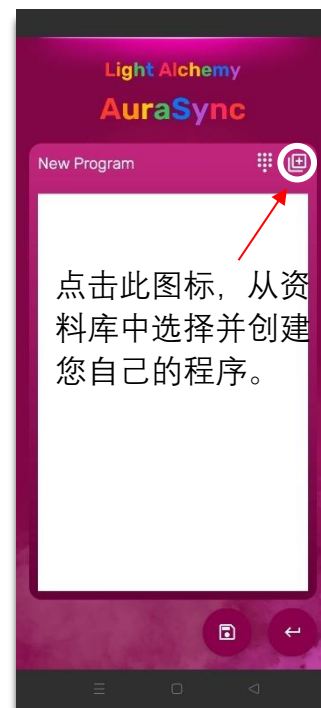 Light Alchemy
AuraSync
New Program
点击此图标，从资
料库中选择并创建
您自己的程序。